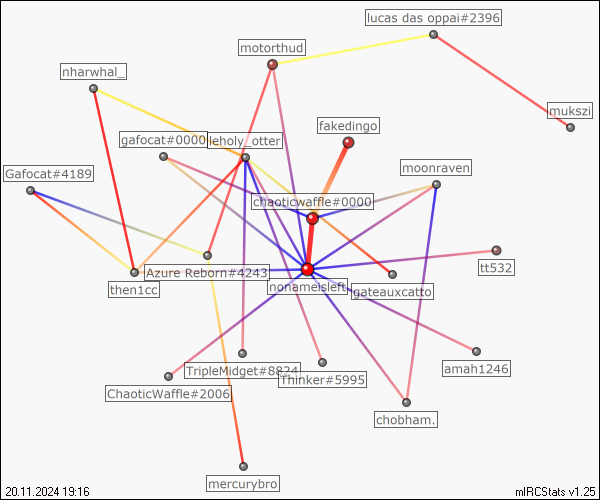 lucas das oppai#2396
motorthud
nharwhal_
mukszi
fakedingo
gafocat#0000
leholy_otter
moonraven
Gafocat#4189
chaoticwaffle#0000
tt532
Azure Reborn#4243
nonameisleft
gateauxcatto
then1cc
amah1246
TripleMidget#8824
Thinker#5995
ChaoticWaffle#2006
chobham.
mercurybro
20.11.2024 19:16
mIRCStats v1.25